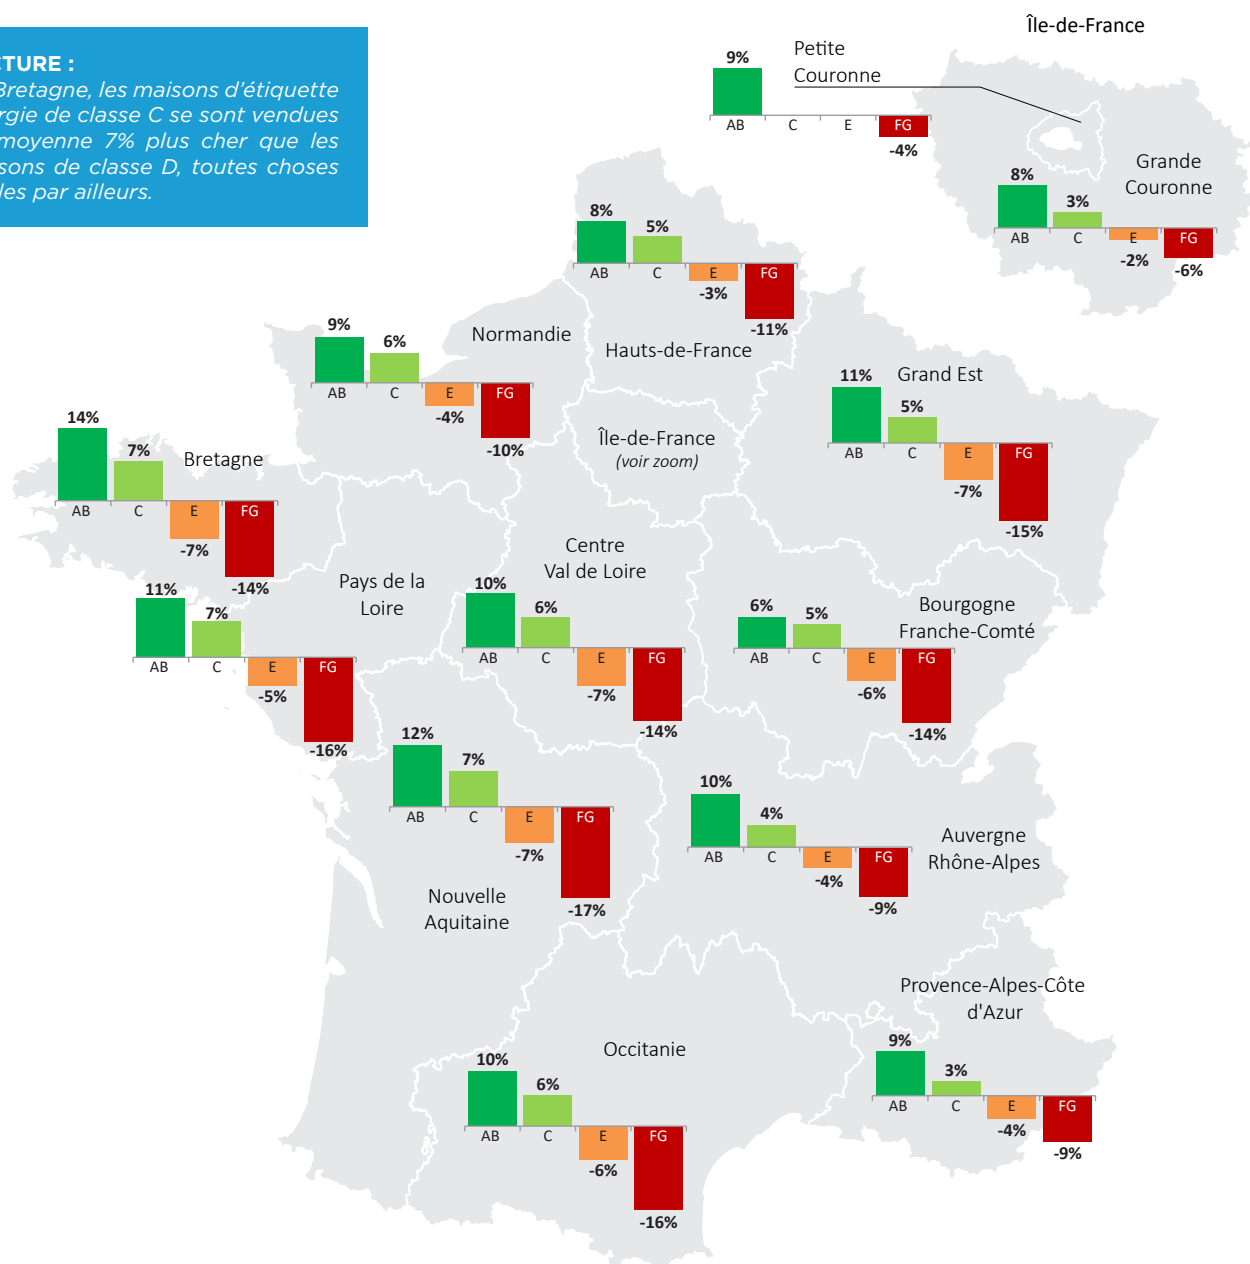 CTURE :
Bretagne, les maisons d’étiquette
rgie de classe C se sont vendues
moyenne 7% plus cher que les
sons de classe D, toutes choses
les par ailleurs.
Île-de-France
Petite
Couronne
9%
AB C E FG
-4%
Grande
Couronne
8%
3%
AB C E FG
-2%
-6%
8%
5%
AB C E FG
-3%
-11%
Hauts-de-France
Normandie
9%
6%
AB C E FG
-4%
-10%
Grand Est
11%
5%
AB C E FG
-7%
-15%
Île-de-France
(voir zoom)
Bretagne
14%
7%
AB C E FG
-7%
-14%
Pays de la
Loire
11%
7%
AB C E FG
-5%
-16%
Centre
Val de Loire
10%
6%
AB C E FG
-7%
-14%
Bourgogne
Franche-Comté
6%
5%
AB C E FG
-6%
-14%
12%
7%
AB C E FG
-7%
-17%
Nouvelle
Aquitaine
10%
4%
AB C E FG
-4%
-9%
Auvergne
Rhône-Alpes
Provence-Alpes-Côte
d'Azur
9%
3%
AB C E FG
-4%
-9%
Occitanie
10%
6%
AB C E FG
-6%
-16%